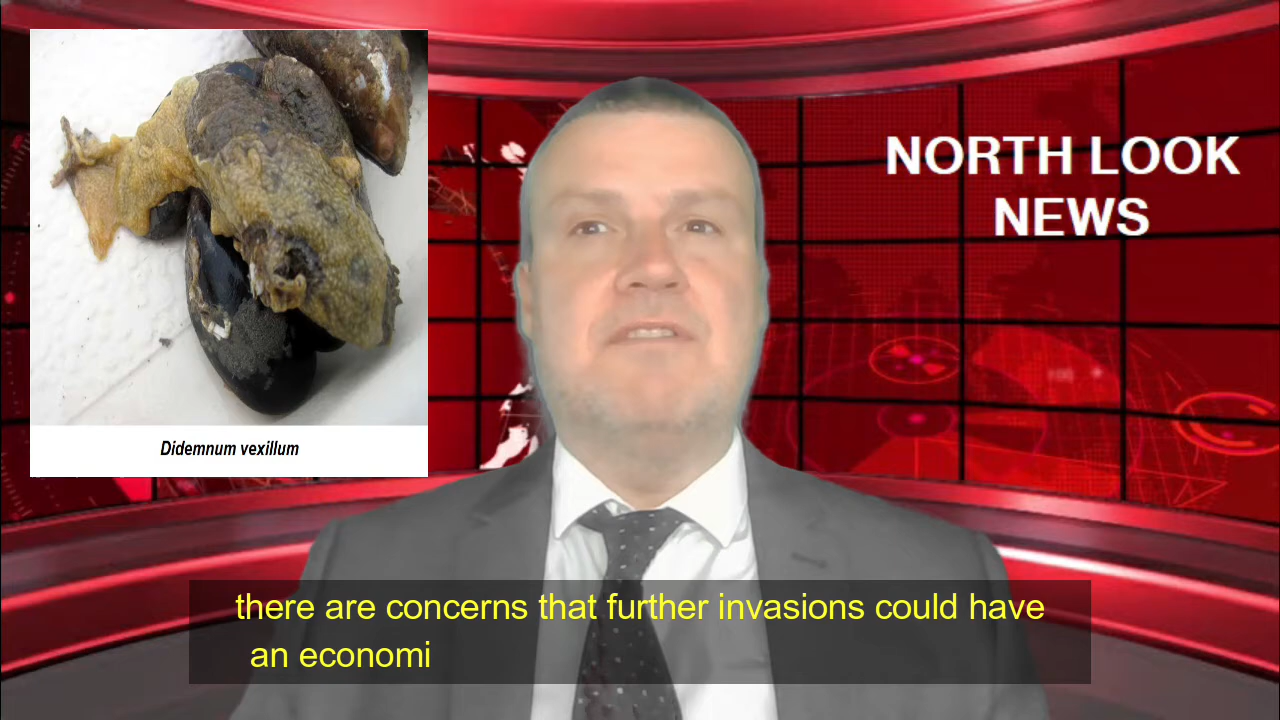 NORTH LOOK
NEWS
Didemnum vexillum
there are concerns that further invasions could have
an economi